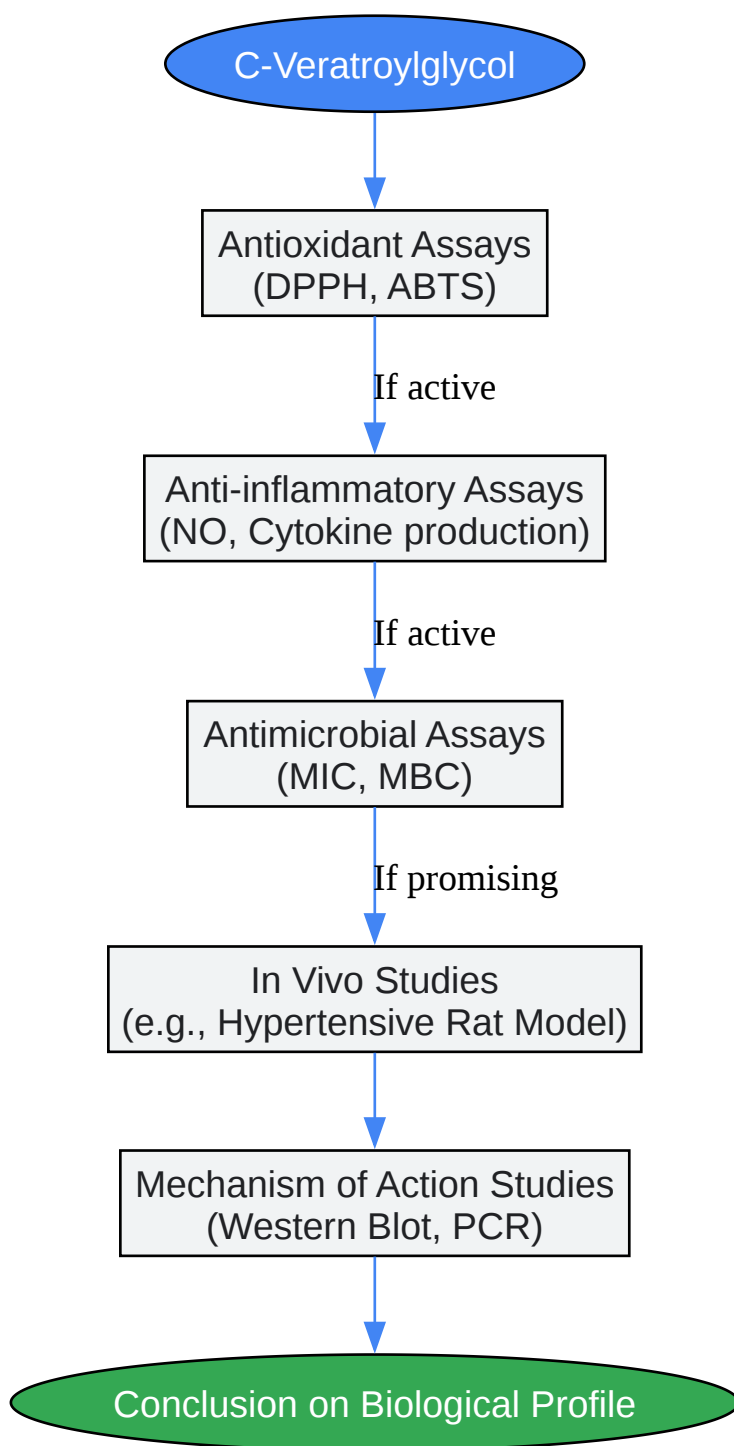 C-Veratroylglycol
Antioxidant Assays
(DPPH, ABTS)
If active
Anti-inflammatory Assays
(NO, Cytokine production)
If active
Antimicrobial Assays
(MIC, MBC)
If promising
In Vivo Studies
(e.g., Hypertensive Rat Model)
Mechanism of Action Studies
(Western Blot, PCR)
Conclusion on Biological Profile